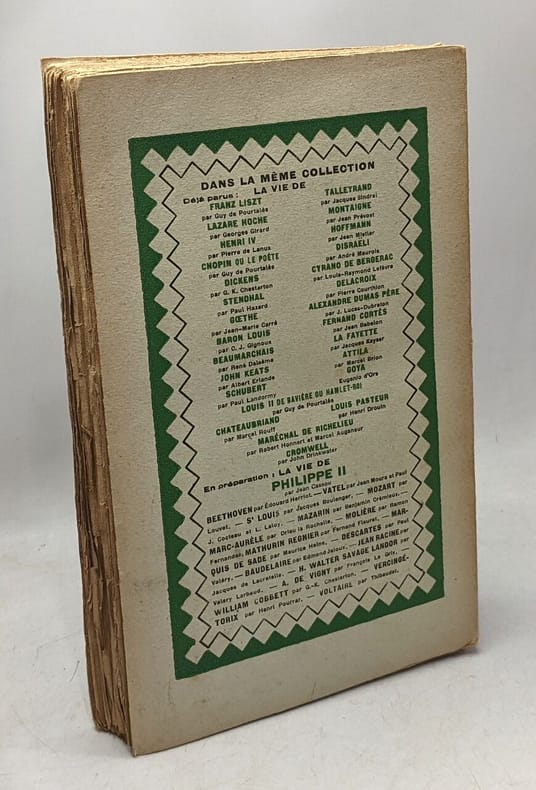 DANS LA MÊME COLLECTION
Déjà parus : LA VIE DE
FRANZ LISZT
par Guy de Pourtalès
LAZARE HOCHE
par Georges Girard
HENRI IV
par Pierre de Lanux
CHOPIN OU LE POÈTE
par Guy de Pourtalès
DICKENS
par G. K. Chesterton
STENDHAL
par Paul Hazard
GŒTHE
par Jean-Marie Carré
BARON LOUIS
par C. J. Gignoux
BEAUMARCHAIS
par René Dalsème
JOHN KEATS
par Albert Erlande
SCHUBERT
par Paul Landormy
TALLEYRAND
par Jacques Sindral
MONTAIGNE
par Jean Prévost
HOFFMANN
par Jean Mistler
DISRAELI
par André Maurois
CYRANO DE BERGERAC
par Louis-Raymond Lefèvre
DELACROIX
par Pierre Courthion
ALEXANDRE DUMAS PÈRE
par J. Lucas-Dubreton
FERNAND CORTÈS
par Jean Babelon
LA FAYETTE
par Jacques Kayser
ATTILA
par Marcel Brion
GOYA
Eugenio d'Ors
LOUIS II DE BAVIÈRE OU HAMLET-ROI
par Guy de Pourtalès
CHATEAUBRIAND
par Marcel Rouff
LOUIS PASTEUR
par Henri Drouin
MARÉCHAL DE RICHELIEU
par Robert Honnert et Marcel Augagneur
CROMWELL
par John Drinkwater
En préparation : LA VIE DE
PHILIPPE II
par Jean Cassou
BEETHOVEN par Édouard Herriot. — VATEL par Jean Moura et Paul
Louvet. — St LOUIS par Jacques Boulenger. — MOZART par
J. Cocteau et L. Laloy. — MAZARIN par Benjamin Crémieux. —
MARC-AURÈLE par Drieu la Rochelle. — MOLIÈRE par Ramon
Fernandez. MATHURIN REGNIER par Fernand Fleuret. — MAR-
QUIS DE SADE par Maurice Heine. — DESCARTES par Paul
Valéry. — BAUDELAIRE par Edmond Jaloux. — JEAN RACINE par
Jacques de Lacretelle. — H. WALTER SAVAGE LANDOR par
Valery Larbaud. — A. DE VIGNY par François Le Grix. —
WILLIAM COBBETT par G.-K. Chesterton. — VERCINGÉ-
TORIX par Henri Pourrat. — VOLTAIRE par Thibaudet.